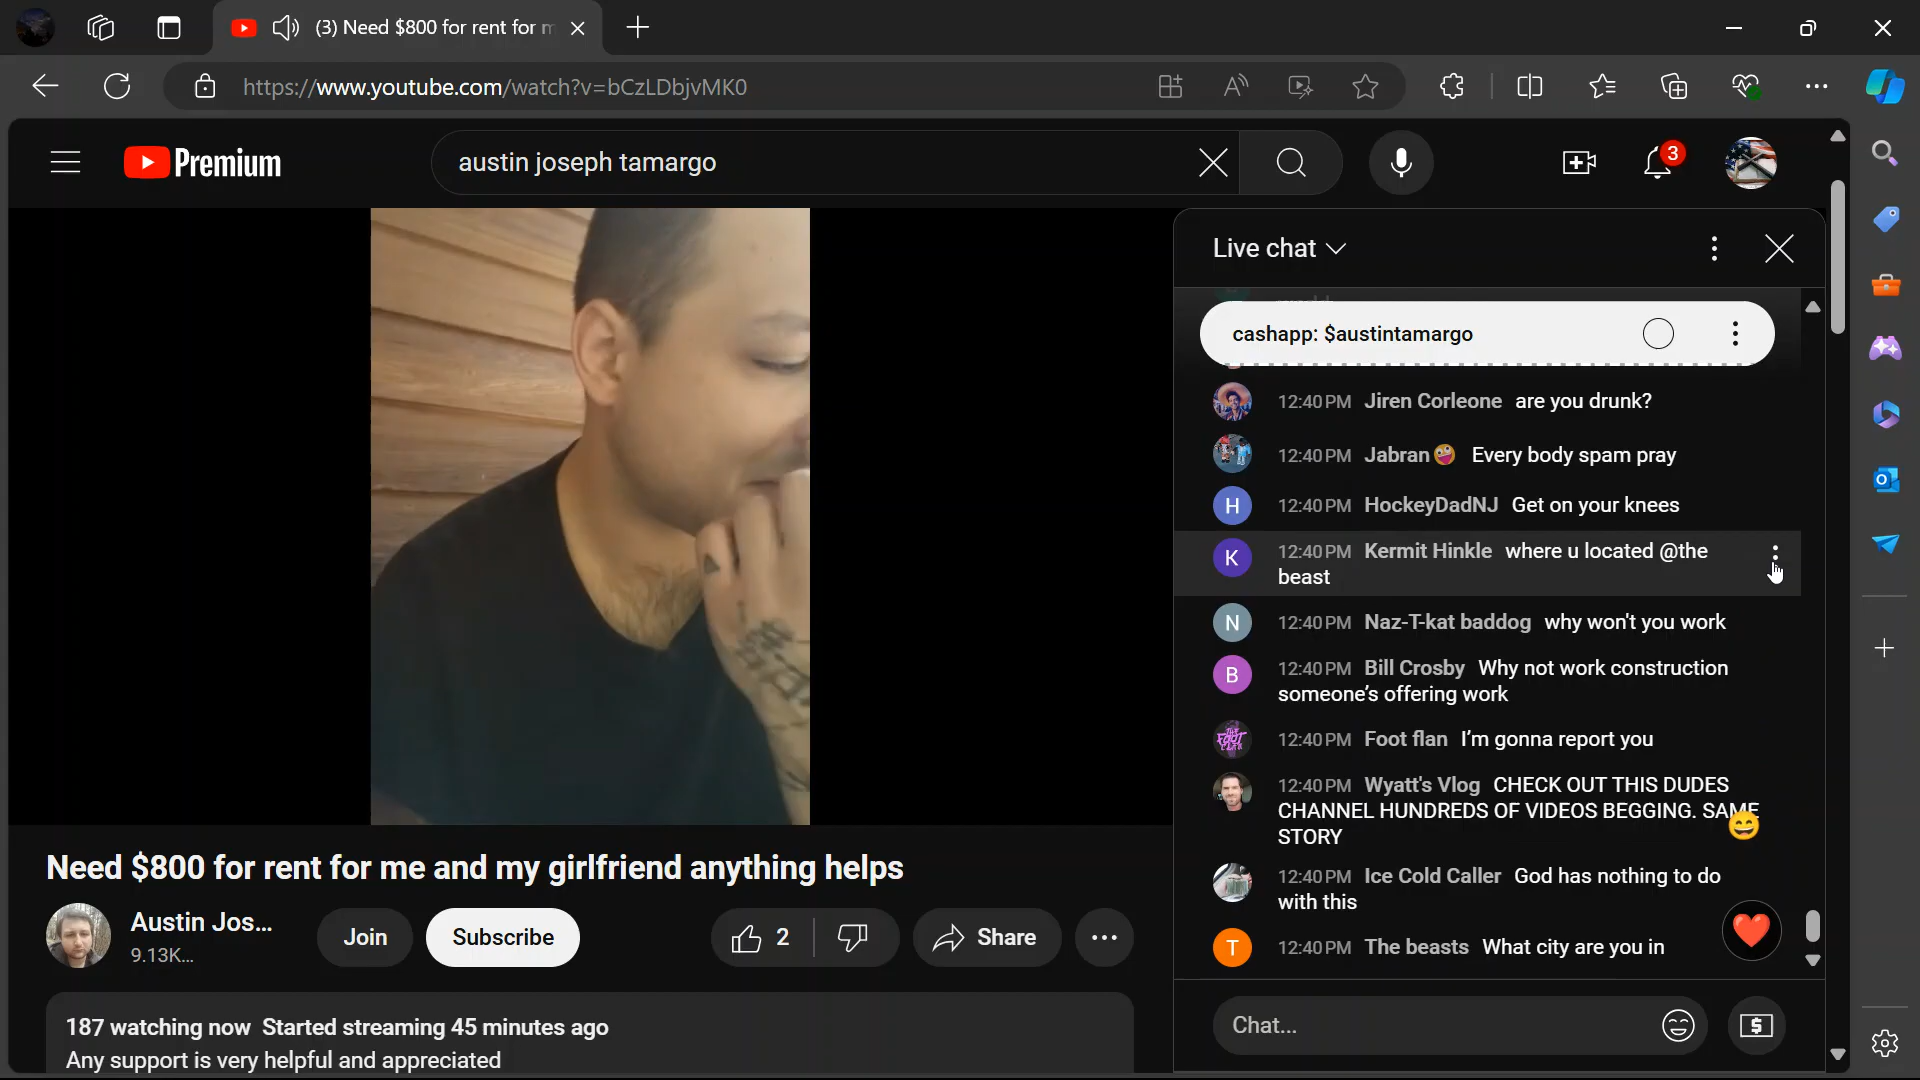 (3) Need $800 for rent for m
https://www.youtube.com/watch?v=bCzLDbjvMK0
Premium
austin joseph tamargo
3
Live chat
cashapp: $austintamargo
12:40 PM Jiren Corleone are you drunk?
12:40 PM Jabran🤪 Every body spam pray
H 12:40 PM HockeyDadNJ Get on your knees
K 12:40 PM Kermit Hinkle where u located @the
beast
N 12:40 PM Naz-T-kat baddog why won't you work
B 12:40 PM Bill Crosby Why not work construction
someone's offering work
12:40 PM Foot flan I'm gonna report you
12:40 PM Wyatt's Vlog CHECK OUT THIS DUDES
CHANNEL HUNDREDS OF VIDEOS BEGGING. SAME
STORY
12:40 PM Ice Cold Caller God has nothing to do
with this
T 12:40 PM The beasts What city are you in
Chat...
Need $800 for rent for me and my girlfriend anything helps
Austin Jos...
9.13K...
Join
Subscribe
2
Share
187 watching now Started streaming 45 minutes ago
Any support is very helpful and appreciated